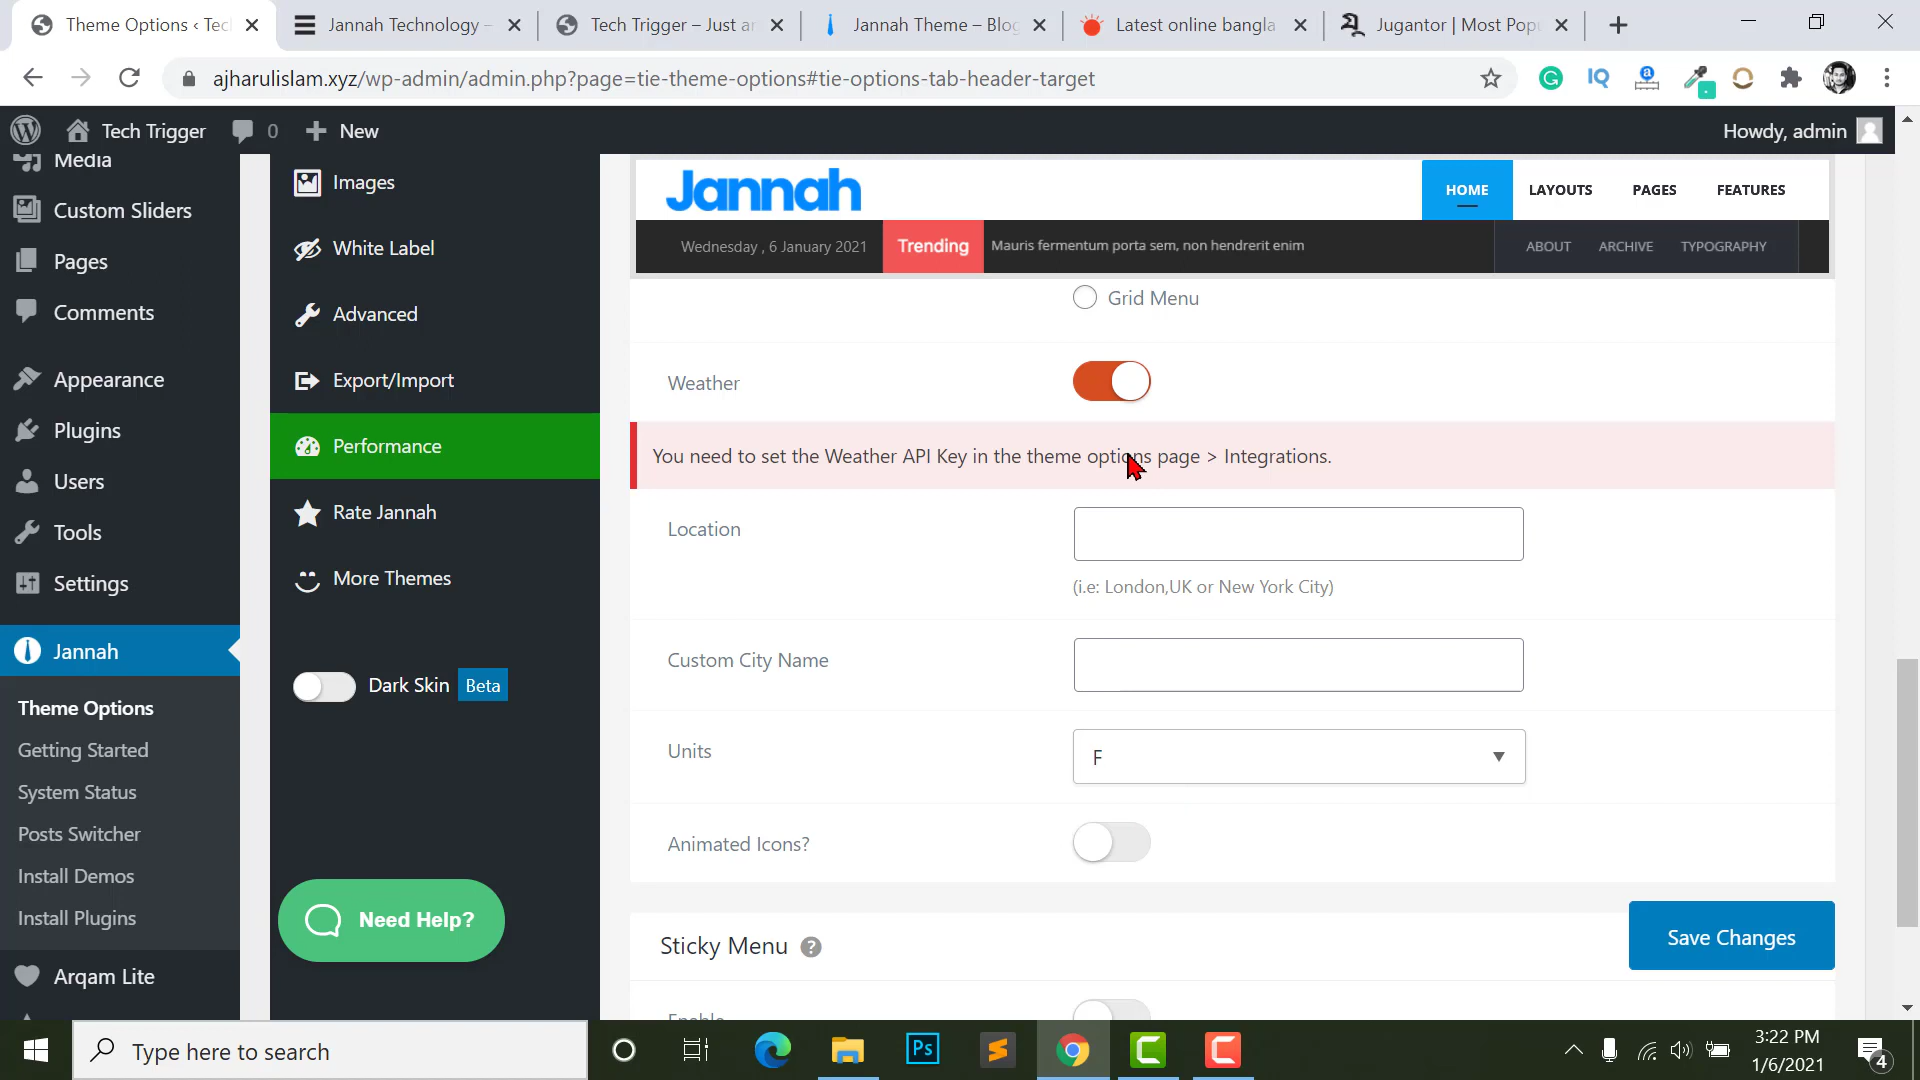 Theme Options ‹ Tec
Jannah Technology –
Tech Trigger – Just a
Jannah Theme – Blog
Latest online bangla
Jugantor | Most Pop
ajharulislam.xyz/wp-admin/admin.php?page=tie-theme-options#tie-options-tab-header-target
Tech Trigger
0
New
Howdy, admin
Media
Custom Sliders
Pages
Comments
Appearance
Plugins
Users
Tools
Settings
Jannah
Theme Options
Getting Started
System Status
Posts Switcher
Install Demos
Install Plugins
Arqam Lite
Images
White Label
Advanced
Export/Import
Performance
Rate Jannah
More Themes
Dark Skin Beta
Need Help?
Jannah
HOME LAYOUTS PAGES FEATURES
Wednesday , 6 January 2021 Trending Mauris fermentum porta sem, non hendrerit enim ABOUT ARCHIVE TYPOGRAPHY
Grid Menu
Weather
You need to set the Weather API Key in the theme options page > Integrations.
Location
(i.e: London,UK or New York City)
Custom City Name
Units
F
Animated Icons?
Sticky Menu ?
Save Changes
Enable
Type here to search
Ps
3:22 PM
1/6/2021
4